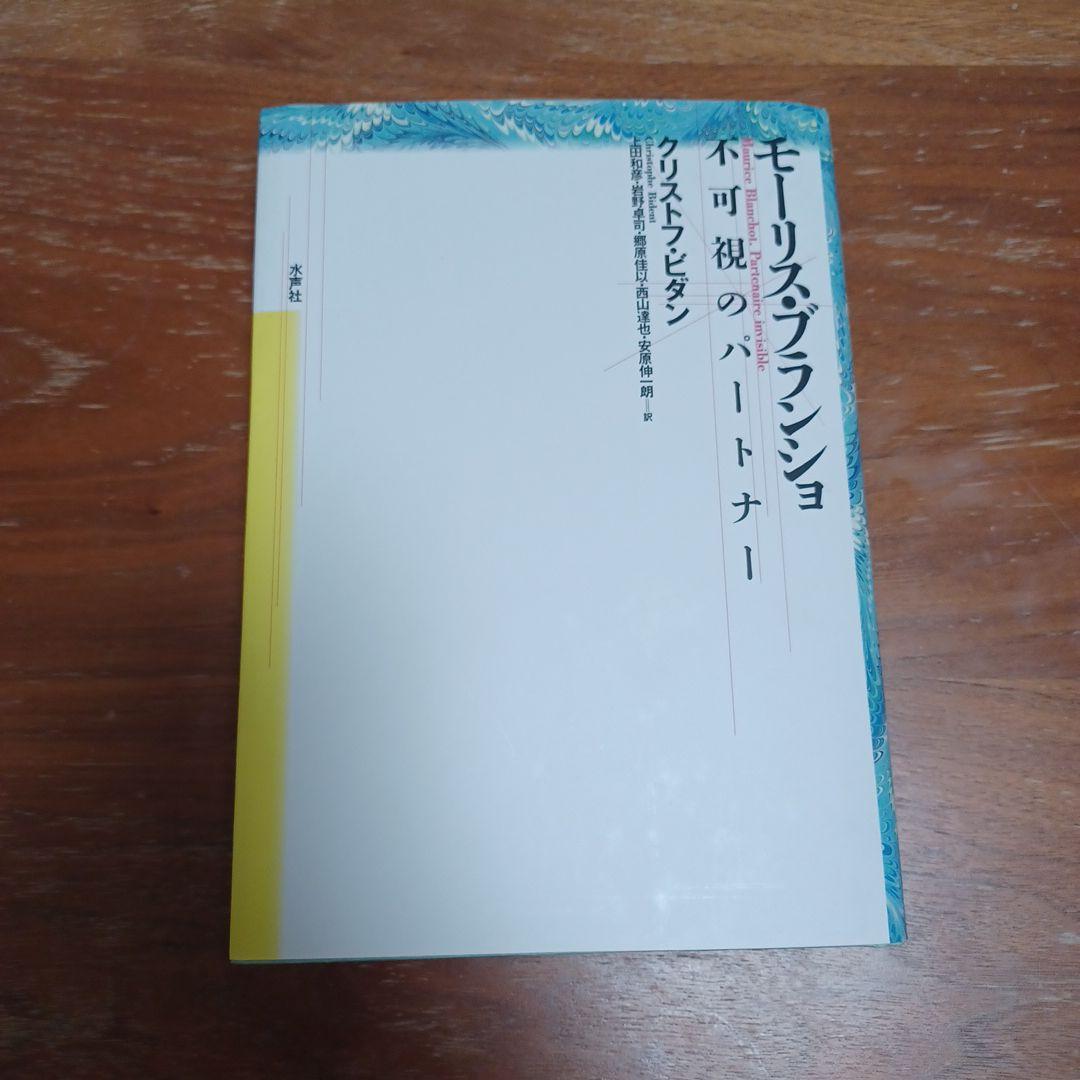 モーリス・ブランショ
Maurice Blanchot, Partenaire invisible
不可視のパートナー
クリストフ・ビダン
Christophe Bident
上田和彦・岩野卓司・郷原佳以・西山達也・安原伸一朗＝訳
水声社